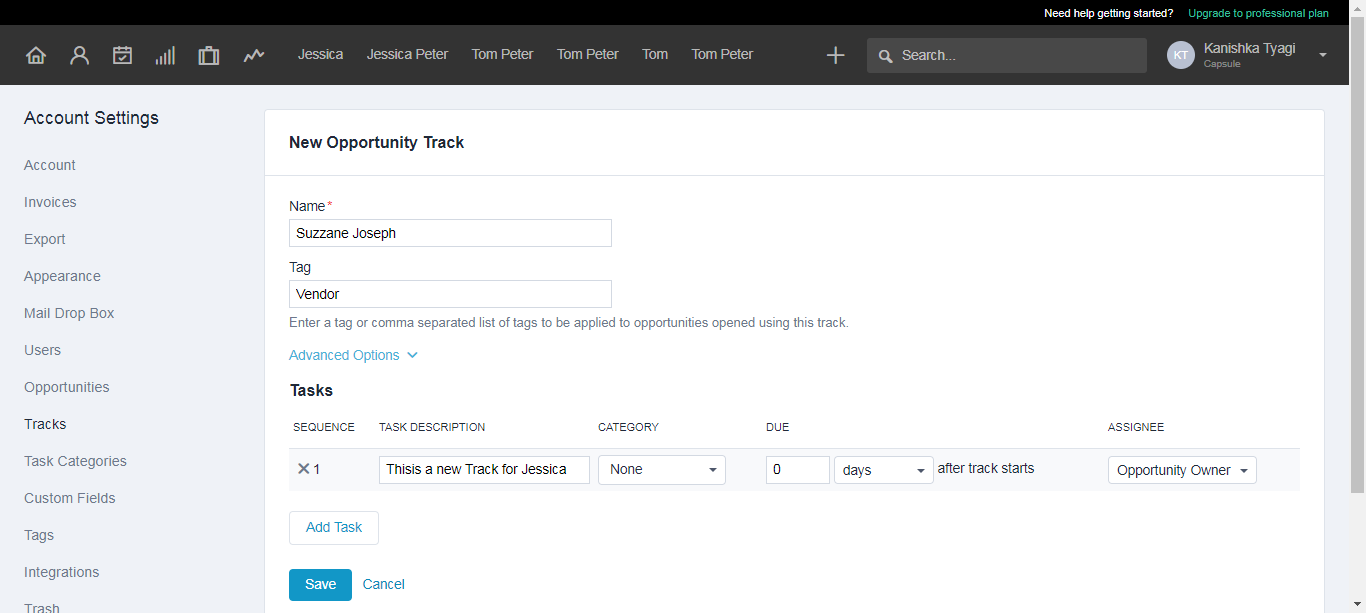 Need help getting started? Upgrade to professional plan
Jessica Jessica Peter Tom Peter Tom Peter Tom Tom Peter Search... KT Kanishka Tyagi
Capsule
Account Settings
Account
Invoices
Export
Appearance
Mail Drop Box
Users
Opportunities
Tracks
Task Categories
Custom Fields
Tags
Integrations
Trash
New Opportunity Track
Name*
Suzzane Joseph
Tag
Vendor
Enter a tag or comma separated list of tags to be applied to opportunities opened using this track.
Advanced Options
Tasks
SEQUENCE TASK DESCRIPTION CATEGORY DUE ASSIGNEE
1 Thisis a new Track for Jessica None 0 days after track starts Opportunity Owner
Add Task
Save Cancel